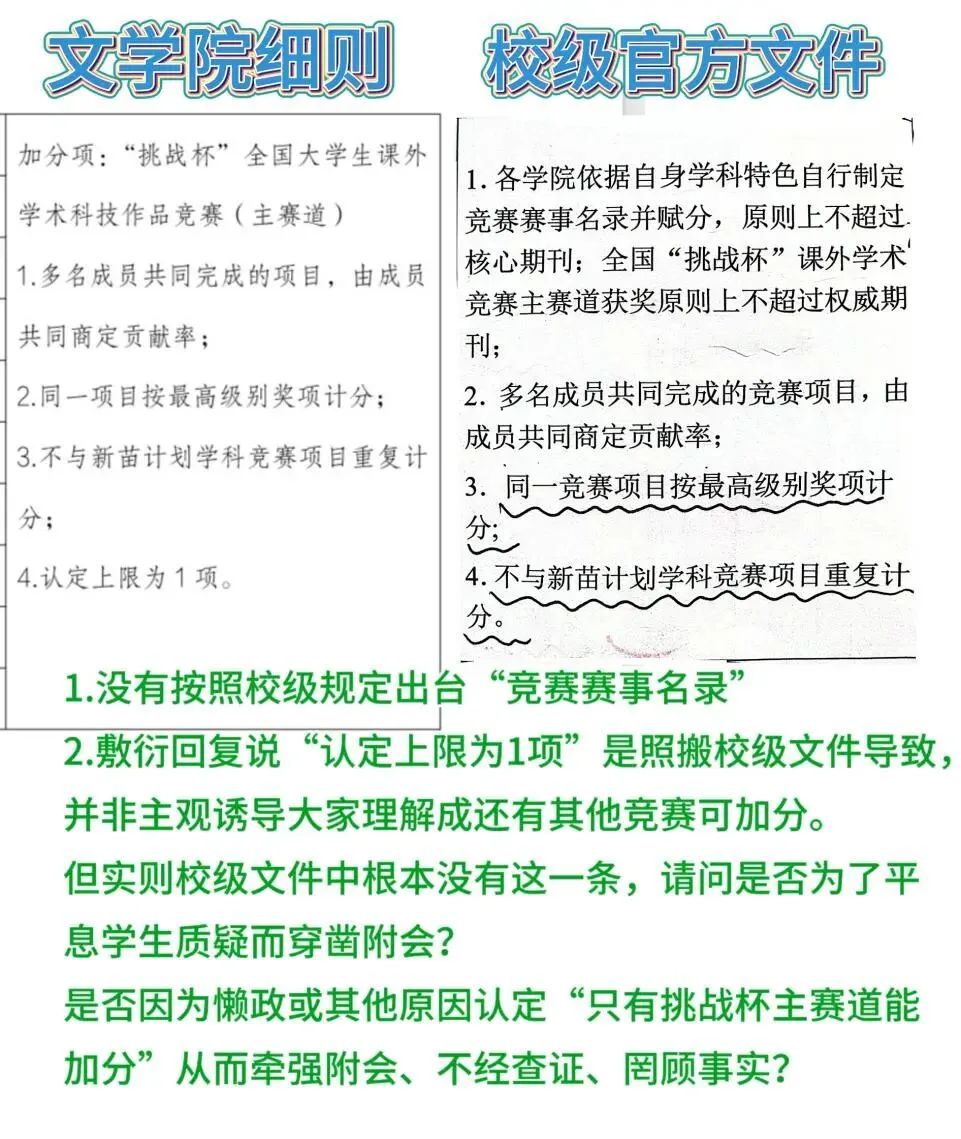 文学院细则
校级官方文件
加分项：“挑战杯”全国大学生课外
学术科技作品竞赛（主赛道）
1.多名成员共同完成的项目，由成员
共同商定贡献率；
2.同一项目按最高级别奖项计分；
3.不与新苗计划学科竞赛项目重复计
分；
4.认定上限为 1 项。
1. 各学院依据自身学科特色自行制定
竞赛赛事名录并赋分，原则上不超过
核心期刊；全国“挑战杯”课外学术
竞赛主赛道获奖原则上不超过权威期
刊；
2. 多名成员共同完成的竞赛项目，由
成员共同商定贡献率；
3. 同一竞赛项目按最高级别奖项计
分;
4. 不与新苗计划学科竞赛项目重复计
分。
1.没有按照校级规定出台“竞赛赛事名录”
2.敷衍回复说“认定上限为1项”是照搬校级文件导致，
并非主观诱导大家理解成还有其他竞赛可加分。
但实则校级文件中根本没有这一条，请问是否为了平
息学生质疑而穿凿附会？
是否因为懒政或其他原因认定“只有挑战杯主赛道能
加分”从而牵强附会、不经查证、罔顾事实？